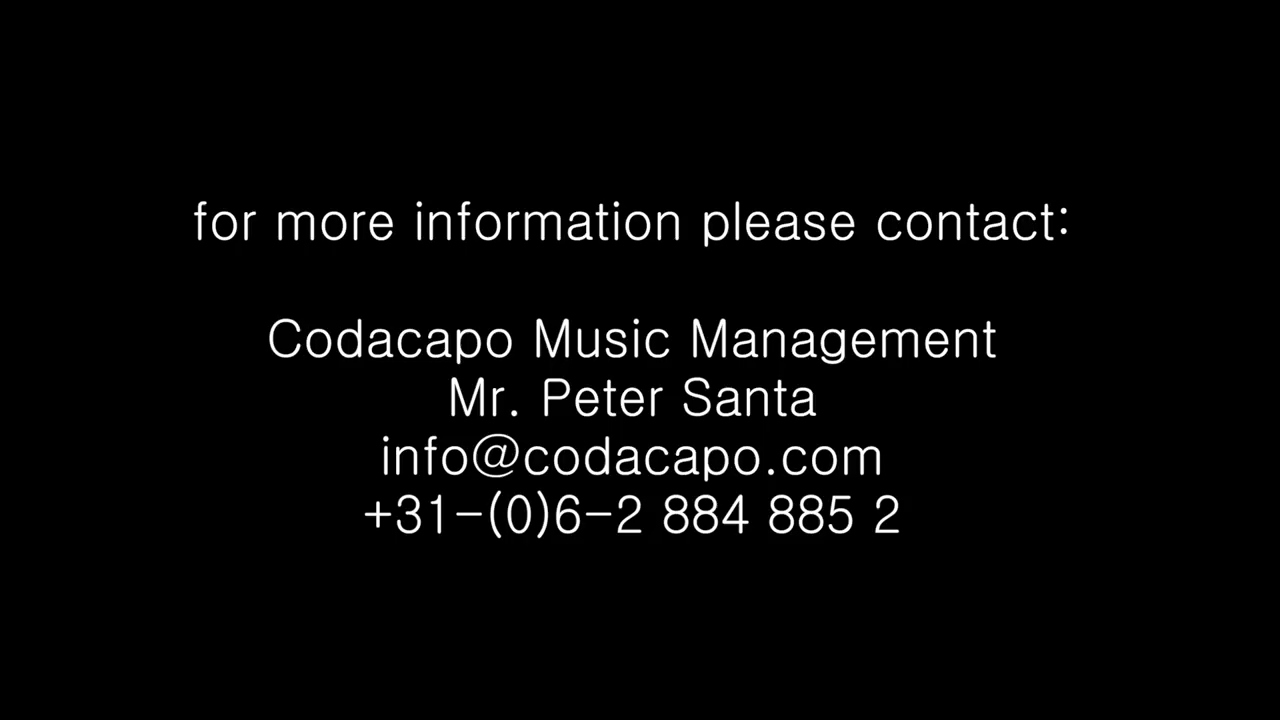 for more information please contact:
Codacapo Music Management
Mr. Peter Santa
info@codacapo.com
+31-(0)6-2 884 885 2